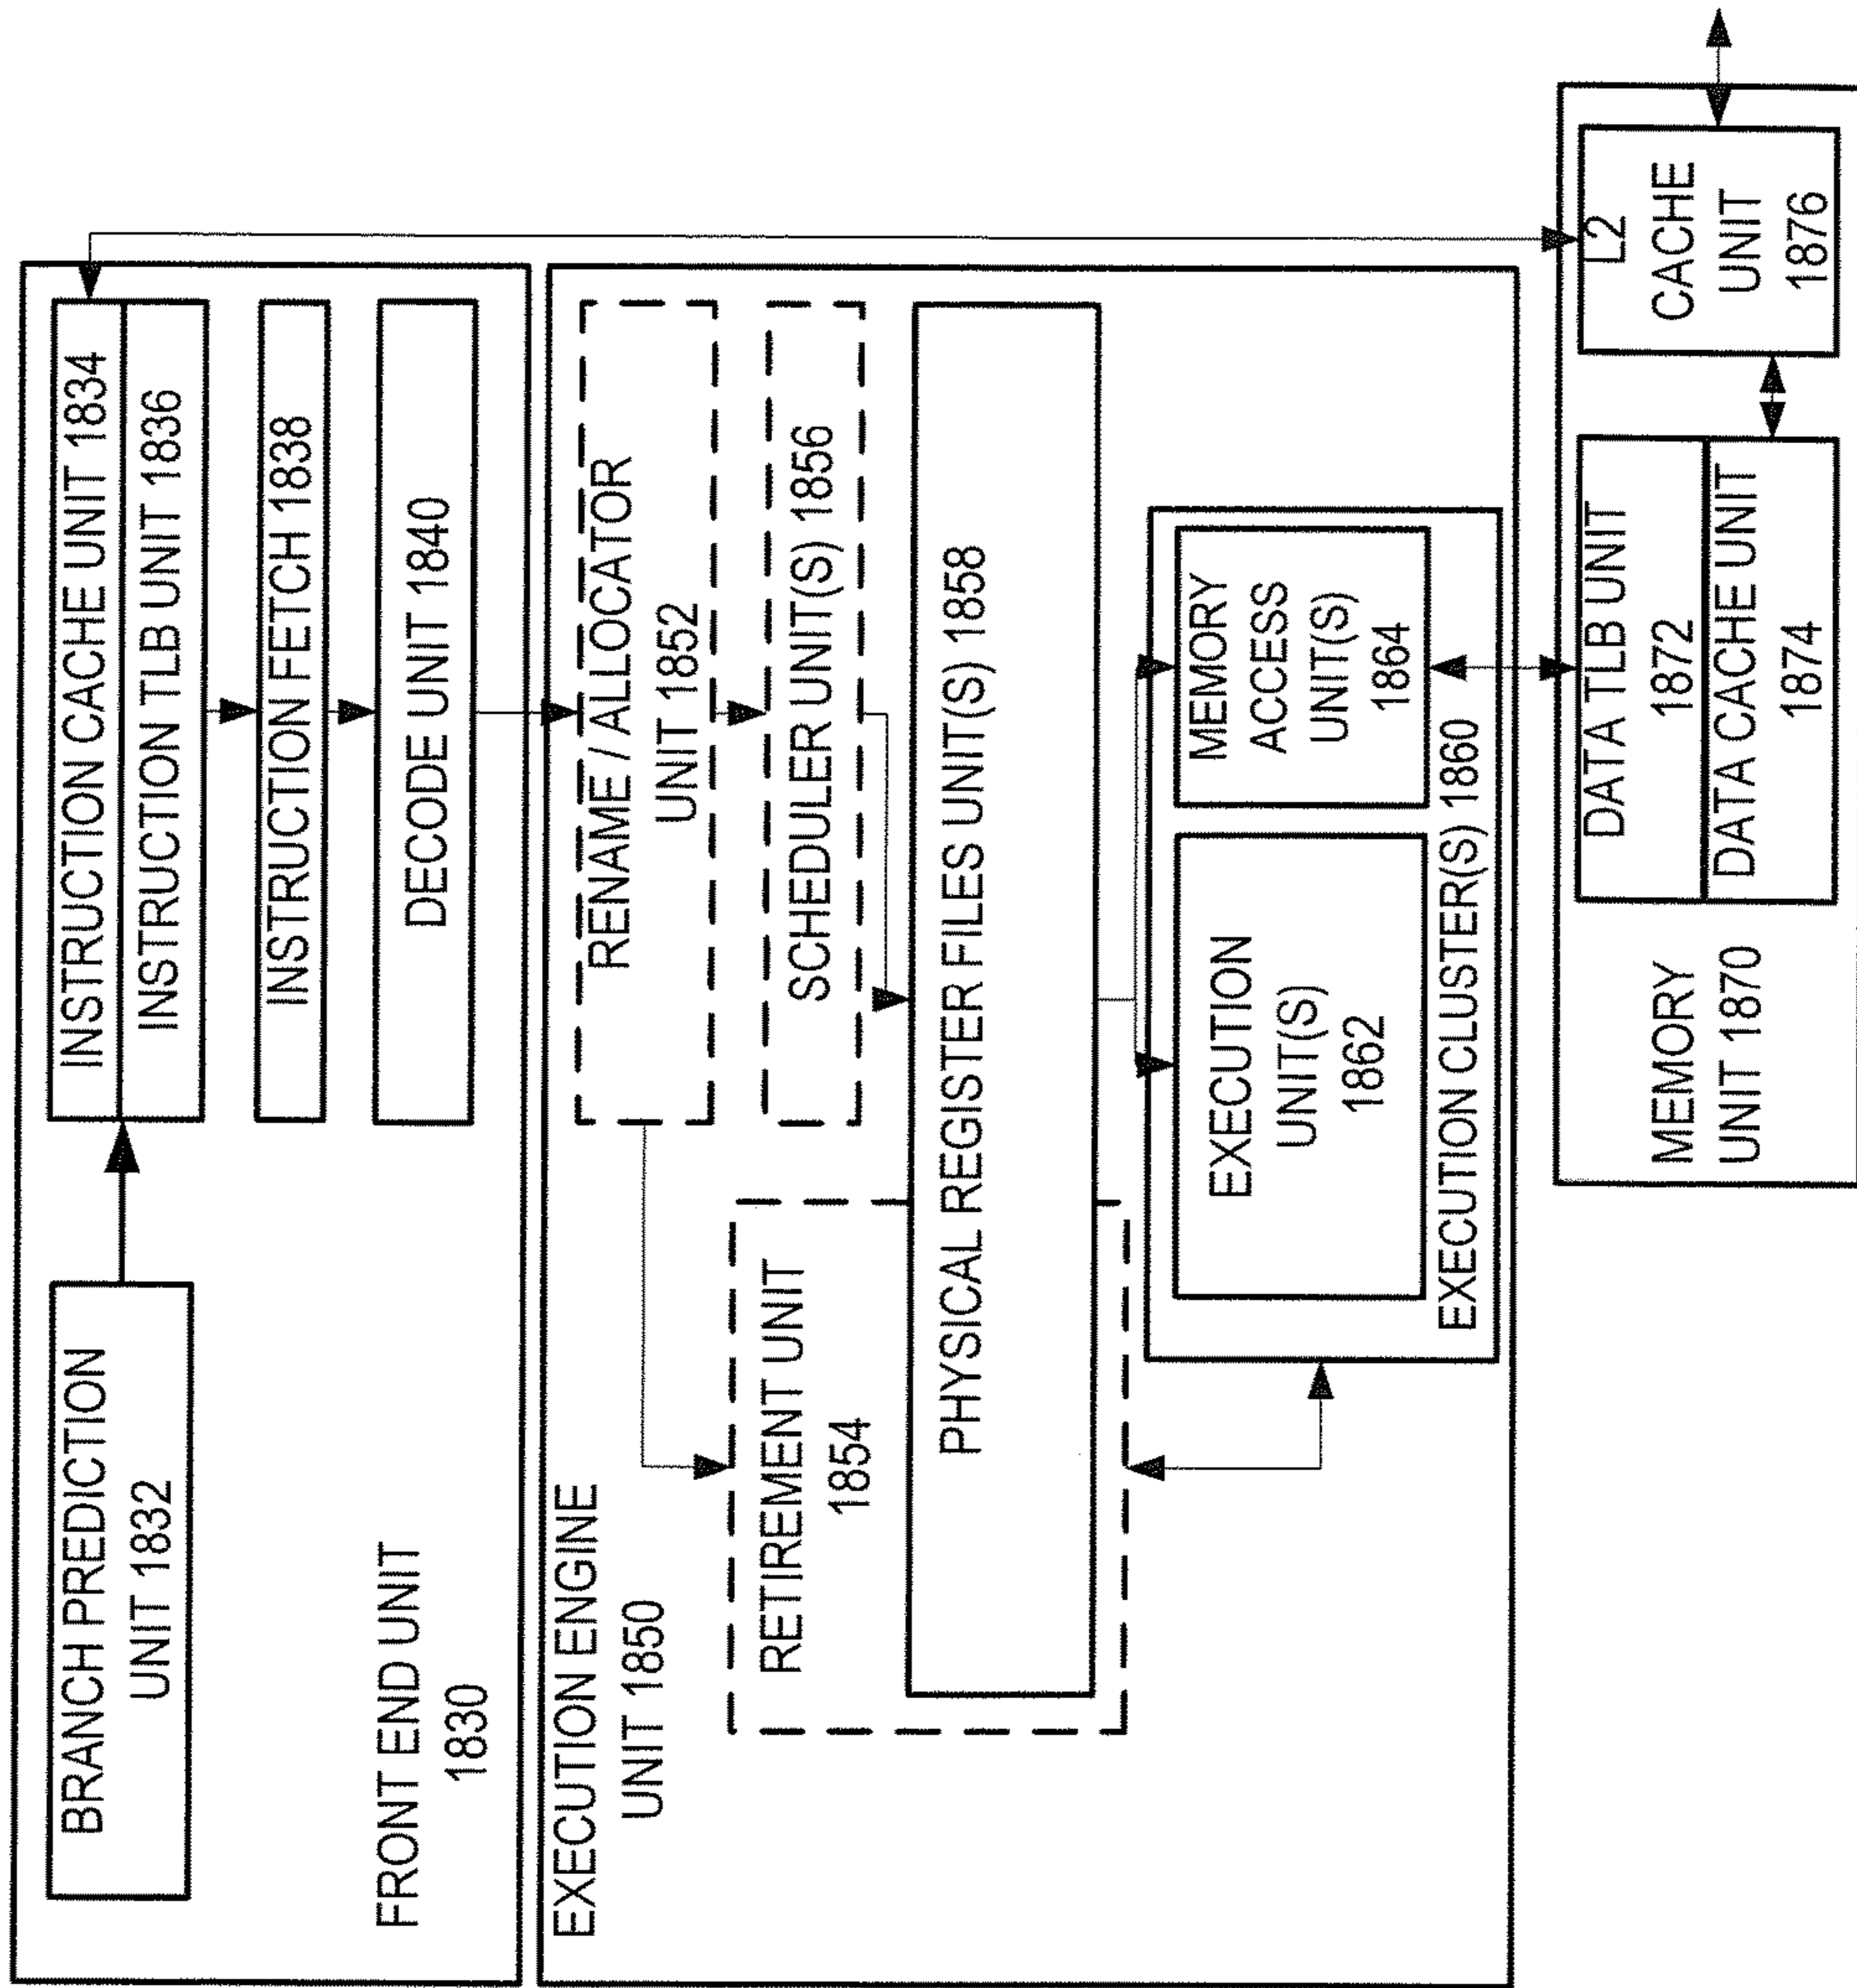 BRANCH PREDICTION
UNIT 1832
INSTRUCTION CACHE UNIT 1834
INSTRUCTION TLB UNIT 1836
INSTRUCTION FETCH 1838
FRONT END UNIT
1830
DECODE UNIT 1840
EXECUTION ENGINE
UNIT 1850
RENAME / ALLOCATOR
UNIT 1852
RETIREMENT UNIT
1854
SCHEDULER UNIT(S) 1856
PHYSICAL REGISTER FILES UNIT(S) 1858
EXECUTION
UNIT(S)
1862
MEMORY
ACCESS
UNIT(S)
1864
EXECUTION CLUSTER(S) 1860
MEMORY
UNIT 1870
DATA TLB UNIT
1872
DATA CACHE UNIT
1874
L2
CACHE
UNIT
1876